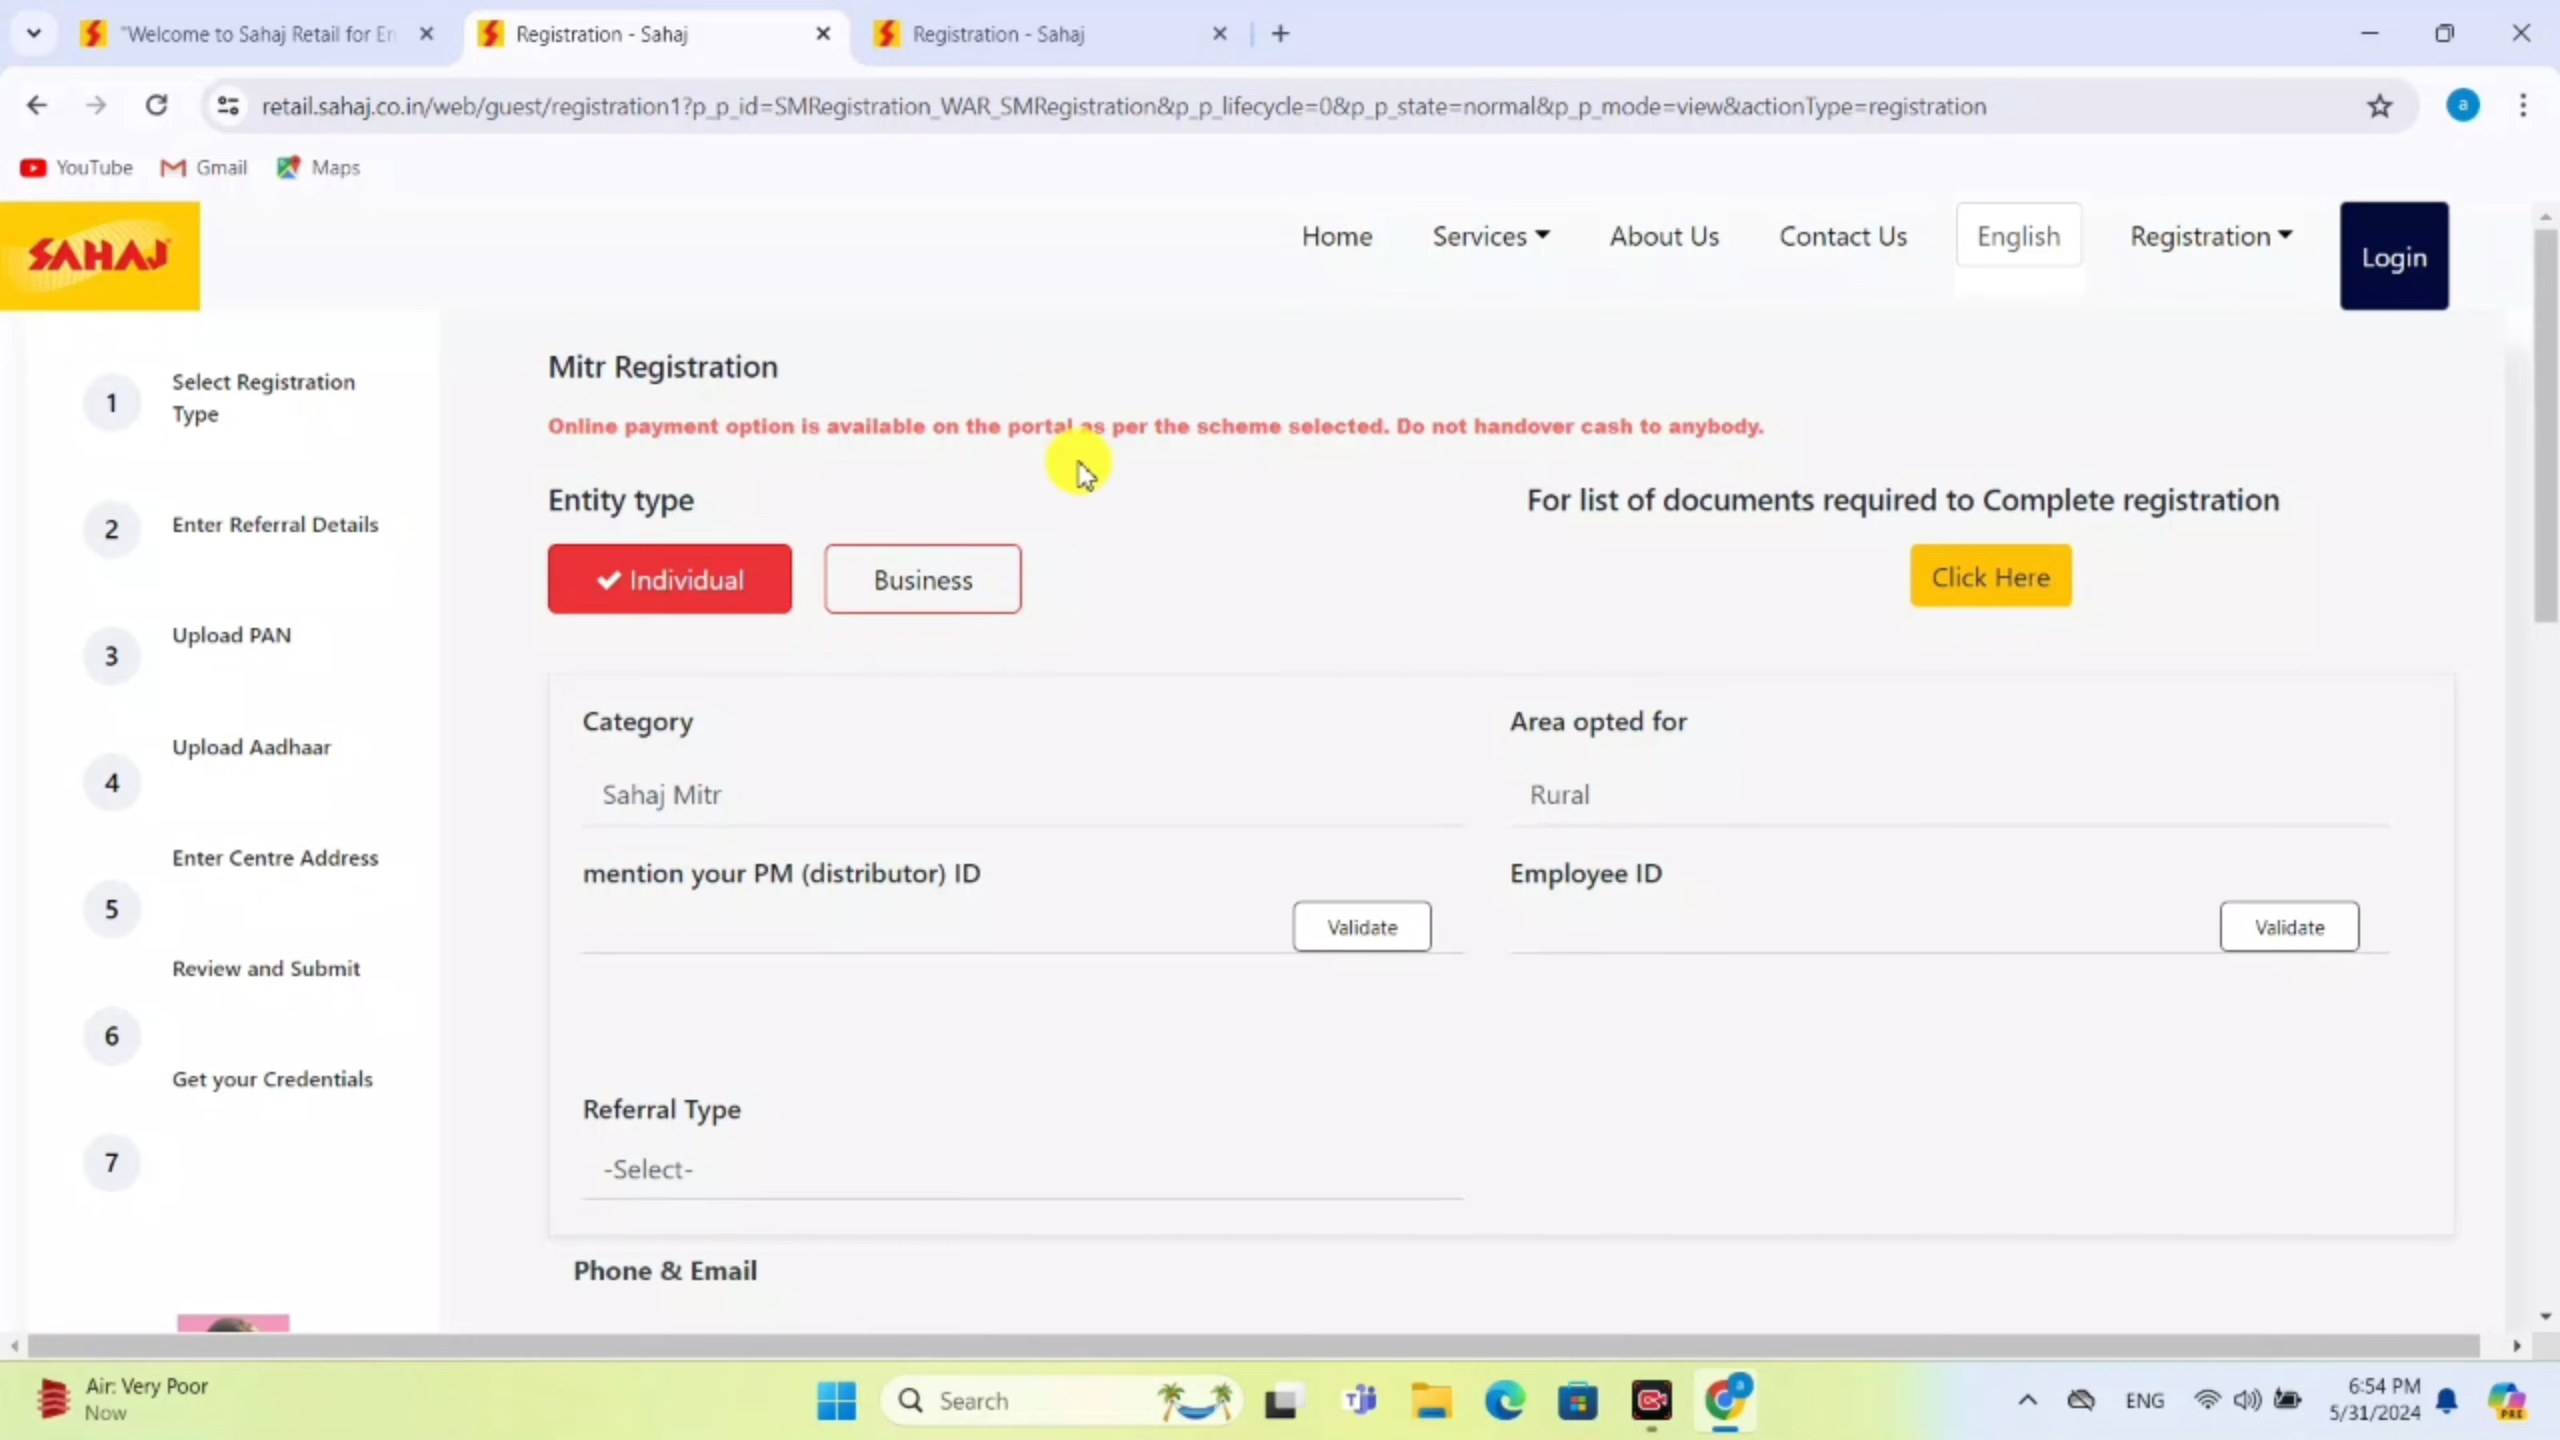 "Welcome to Sahaj Retail for En
Registration - Sahaj
Registration - Sahaj
retail.sahaj.co.in/web/guest/registration1?p_p_id=SMRegistration_WAR_SMRegistration&p_p_lifecycle=0&p_p_state=normal&p_p_mode=view&actionType=registration
a
YouTube
Gmail
Maps
SAHAJ
Home
Services
About Us
Contact Us
English
Registration
Login
1
Select Registration
Type
2
Enter Referral Details
3
Upload PAN
4
Upload Aadhaar
5
Enter Centre Address
6
Review and Submit
7
Get your Credentials
Mitr Registration
Online payment option is available on the portal as per the scheme selected. Do not handover cash to anybody.
Entity type
Individual
Business
For list of documents required to Complete registration
Click Here
Category
Sahaj Mitr
Area opted for
Rural
mention your PM (distributor) ID
Validate
Employee ID
Validate
Referral Type
-Select-
Phone & Email
Air: Very Poor
Now
Search
a
ENG
6:54 PM
5/31/2024
PRE